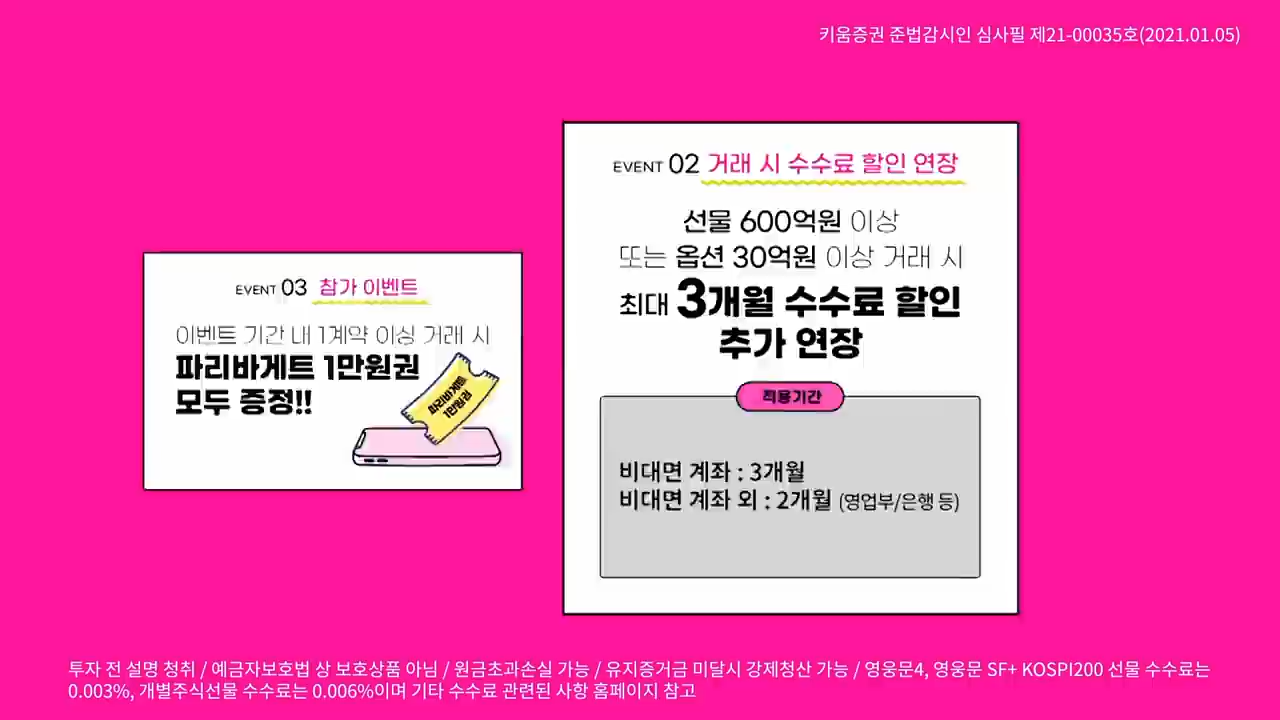 키움증권 준법감시인 심사필 제21-00035호(2021.01.05)
EVENT 03 참가 이벤트
이벤트 기간 내 1계약 이상 거래 시
파리바게트 1만원권
모두 증정!!
파리바게트
1만원권
EVENT 02 거래 시 수수료 할인 연장
선물 600억원 이상
또는 옵션 30억원 이상 거래 시
최대 3개월 수수료 할인
추가 연장
적용기간
비대면 계좌 : 3개월
비대면 계좌 외 : 2개월 (영업부/은행 등)
투자 전 설명 청취 / 예금자보호법 상 보호상품 아님 / 원금초과손실 가능 / 유지증거금 미달시 강제청산 가능 / 영웅문4, 영웅문 SF+ KOSPI200 선물 수수료는
0.003%, 개별주식선물 수수료는 0.006%이며 기타 수수료 관련된 사항 홈페이지 참고